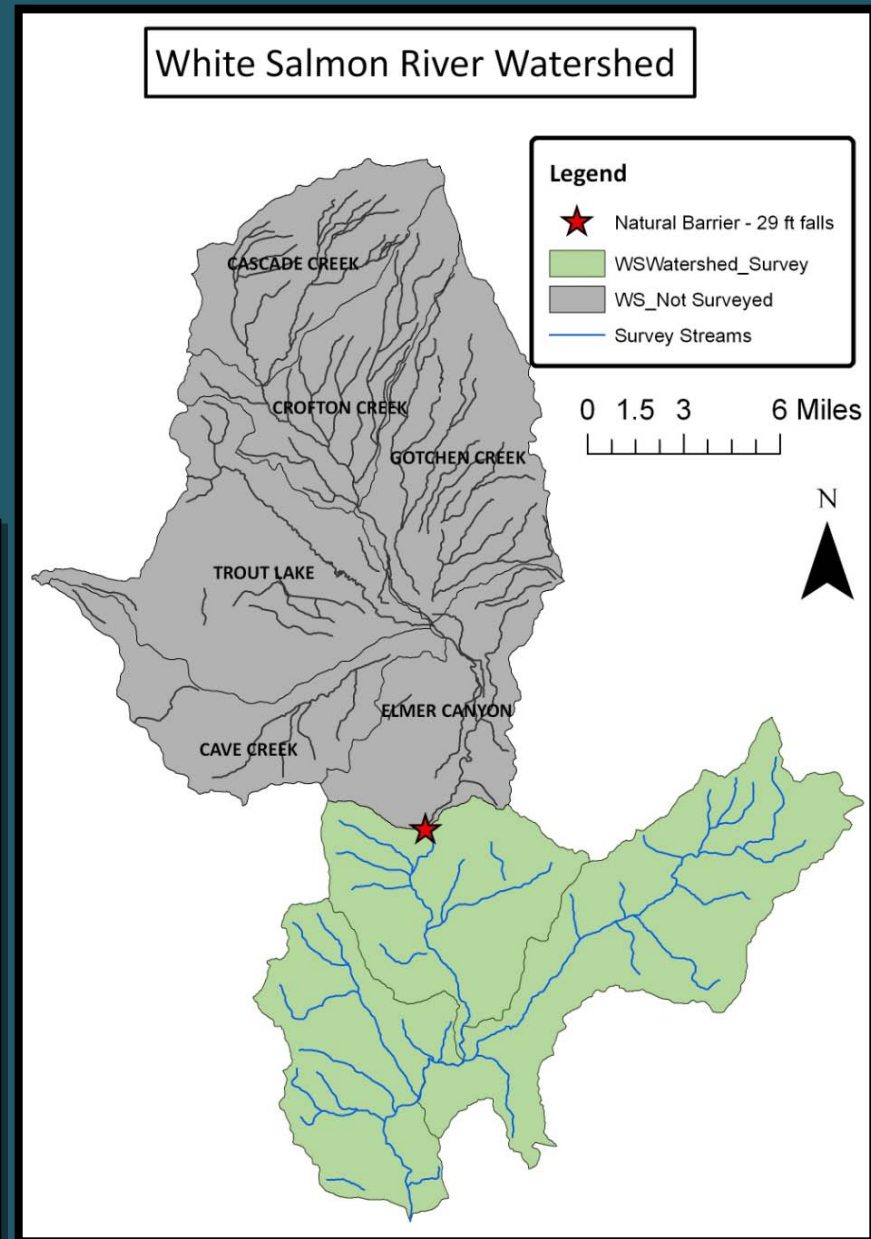 White Salmon River Watershed
Legend
Natural Barrier - 29 ft falls
WSWatershed_Survey
WS_Not Surveyed
Survey Streams
0 1.5 3 6 Miles
N
CASCADE CREEK
CROFTON CREEK
GOTCHEN CREEK
TROUT LAKE
ELMER CANYON
CAVE CREEK